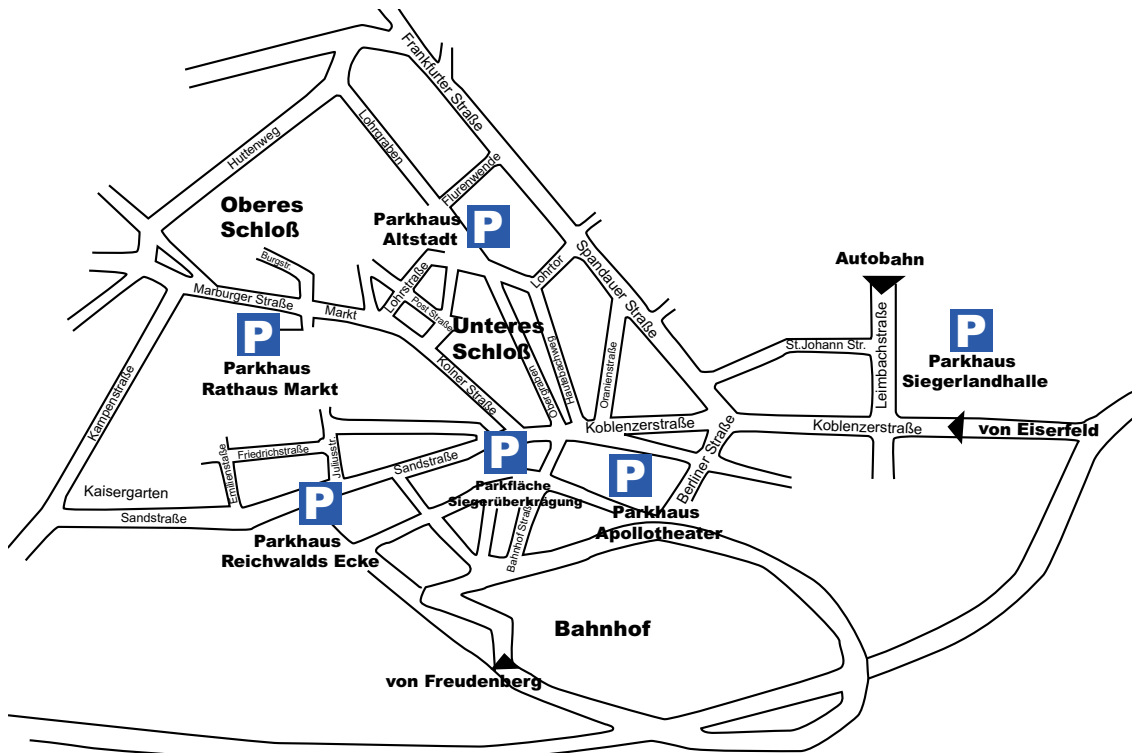 Frankfurter Straße
Huttenweg
Lohrgraben
Flurenwende
Oberes
Schloß
Parkhaus
Altstadt
P
Burgstr.
Lohrtor
Spandauer Straße
Autobahn
Marburger Straße
Markt
Lohrstraße
Post Straße
Unteres
Schloß
P
Parkhaus
Rathaus Markt
Kölner Straße
Obergraben
Häutebachweg
Oranienstraße
St.Johann Str.
Leimbachstraße
P
Parkhaus
Siegerlandhalle
Kampenstraße
Koblenzerstraße
Berliner Straße
Koblenzerstraße
von Eiserfeld
Emilienstaße
Friedrichstraße
Juliusstr.
Sandstraße
P
Parkfläche
Siegerüberkrägung
P
Parkhaus
Apollotheater
Kaisergarten
Sandstraße
P
Parkhaus
Reichwalds Ecke
Bahnhof Straße
Bahnhof
von Freudenberg